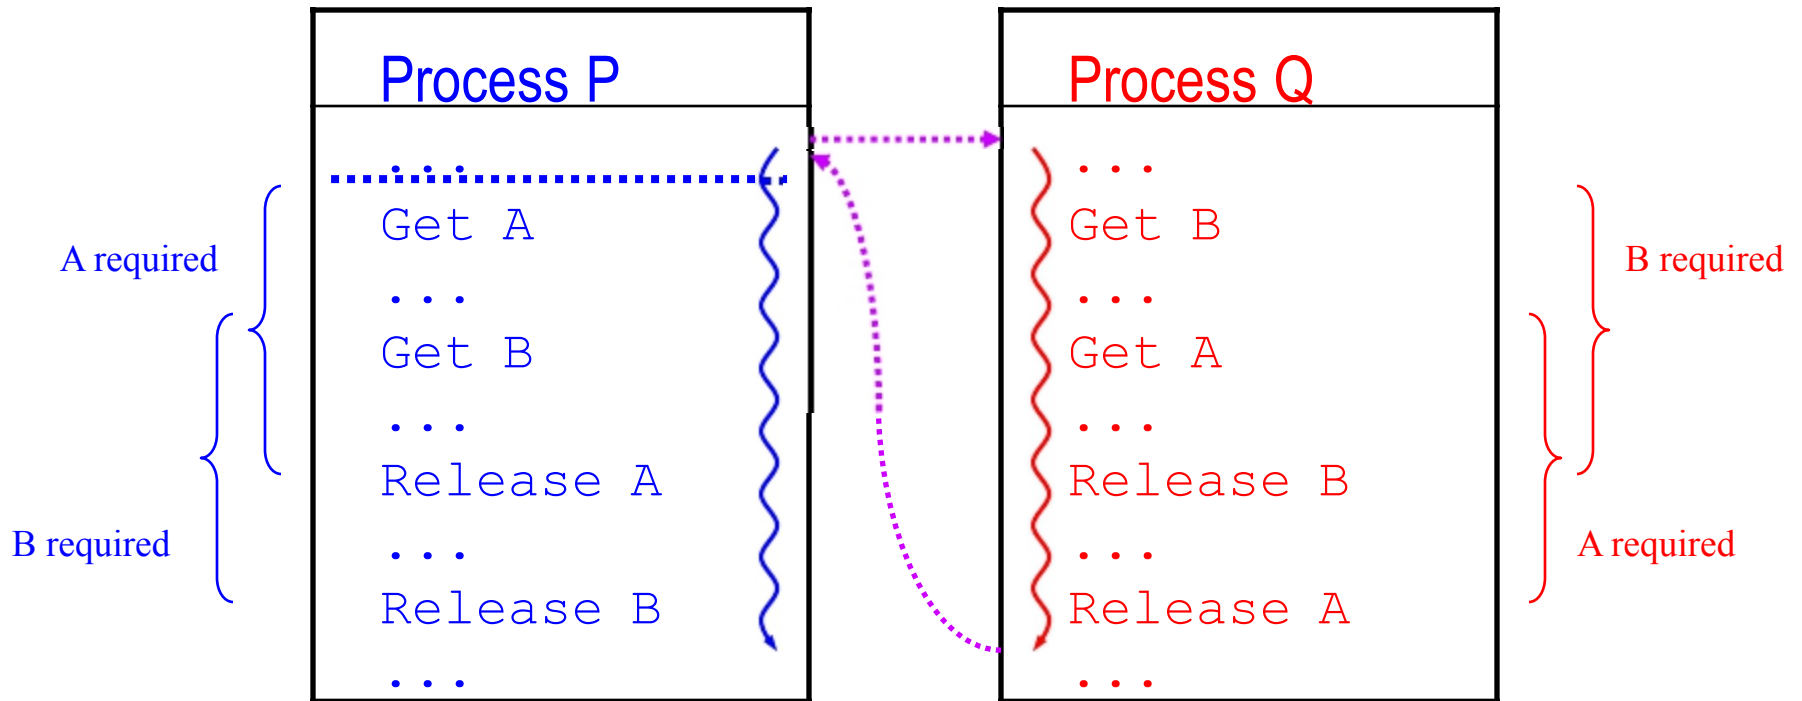 Process P
...
Get A
...
Get B
...
Release A
...
Release B
...
A required
B required
Process Q
...
Get B
...
Get A
...
Release B
...
Release A
...
B required
A required